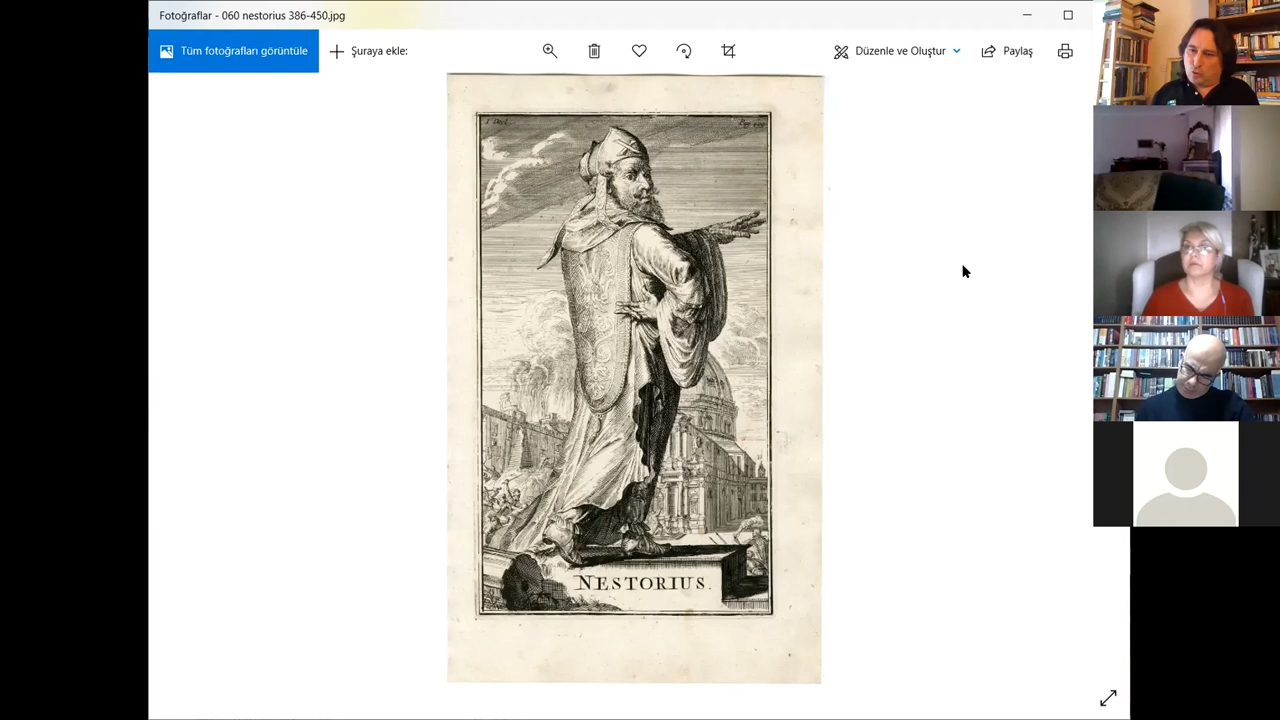 Fotoğraflar - 060 nestorius 386-450.jpg
Tüm fotoğrafları görüntüle
Şuraya ekle:
Düzenle ve Oluştur
Paylaş
NESTORIUS.